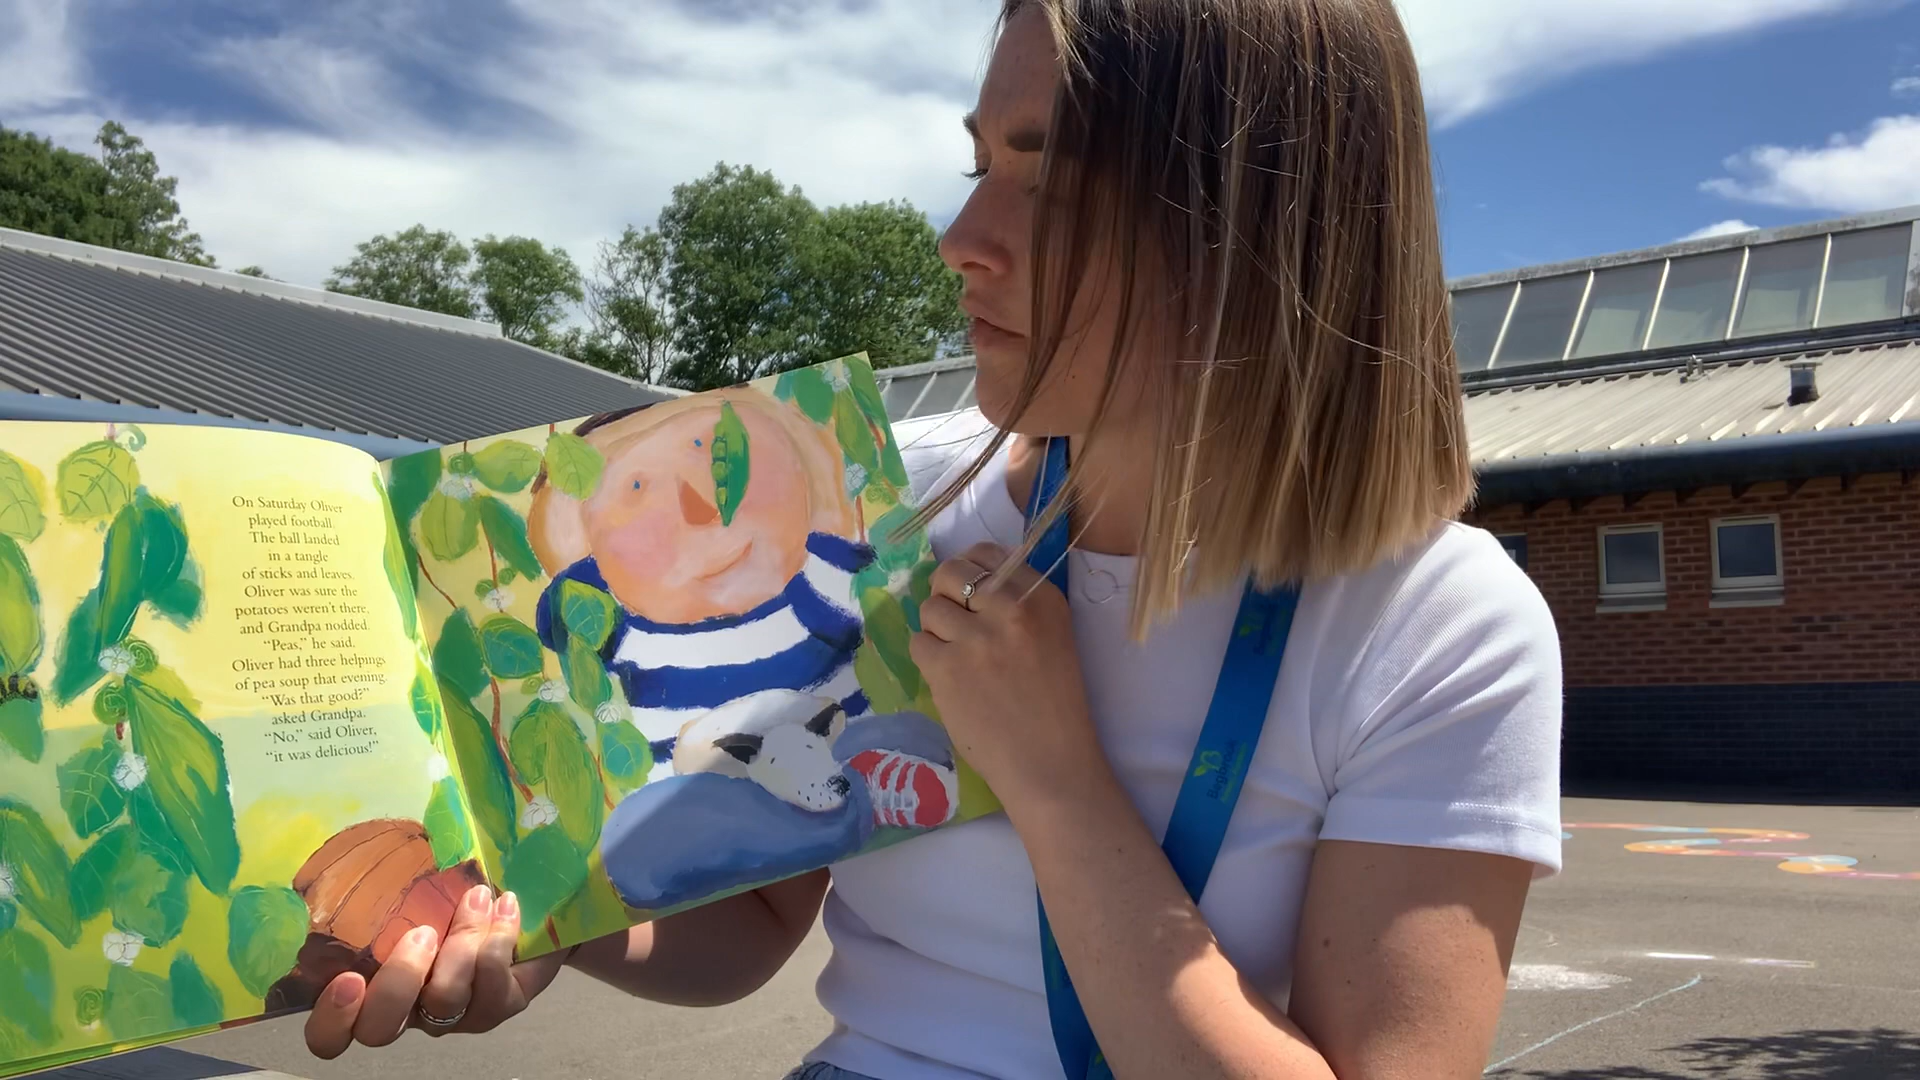 On Saturday Oliver
played football.
The ball landed
in a tangle
of sticks and leaves.
Oliver was sure the
potatoes weren't there,
and Grandpa nodded.
“Peas,” he said.
Oliver had three helpings
of pea soup that evening.
“Was that good?”
asked Grandpa.
“No,” said Oliver,
“it was delicious!”
Begbrook